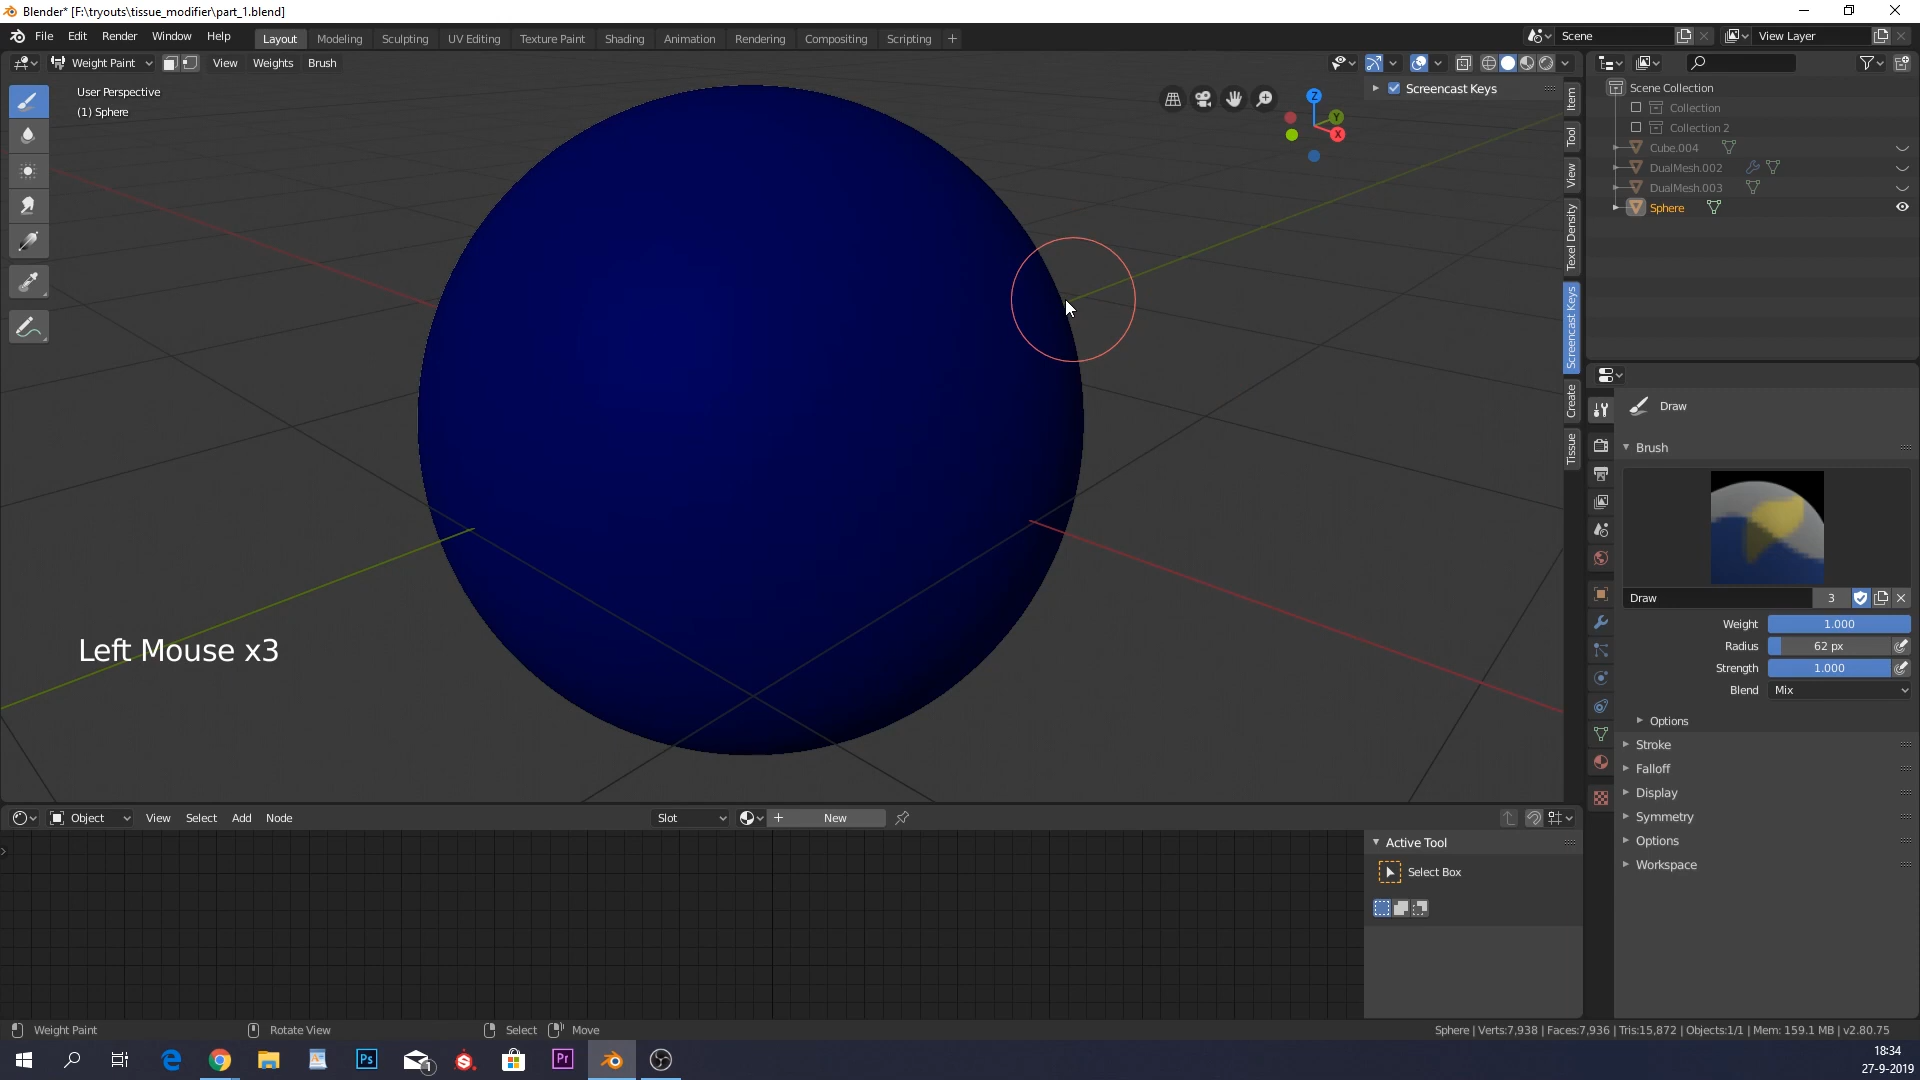 Blender* [F:\tryouts\tissue_modifier\part_1.blend]
File Edit Render Window Help Layout Modeling Sculpting UV Editing Texture Paint Shading Animation Rendering Compositing Scripting + Scene View Layer
Weight Paint View Weights Brush
User Perspective
(1) Sphere
Screencast Keys
Z
Y
X
Item
Tool
View
Texel Density
Screencast Keys
Create
Tissue
Scene Collection
Collection
Collection 2
Cube.004
DualMesh.002
DualMesh.003
Sphere
Draw
Brush
Draw 3
Weight 1.000
Radius 62 px
Strength 1.000
Blend Mix
Options
Stroke
Falloff
Display
Symmetry
Options
Workspace
Left Mouse x3
Object View Select Add Node Slot + New
Active Tool
Select Box
Weight Paint Rotate View Select Move Sphere | Verts:7,938 | Faces:7,936 | Tris:15,872 | Objects:1/1 | Mem: 159.1 MB | v2.80.75
Ps
1
Pr
18:34
27-9-2019